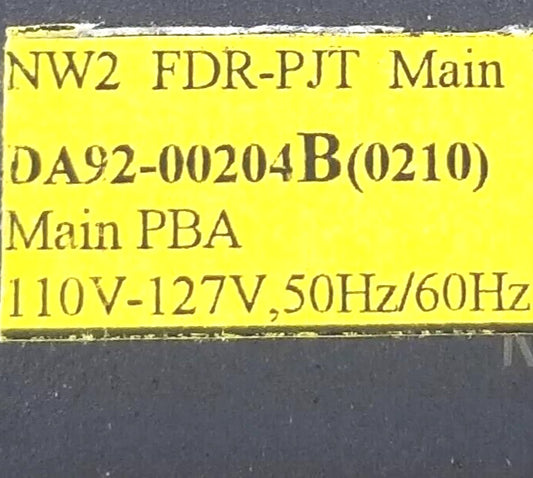 NW2 FDR-PJT Main
DA92-00204B(0210)
Main PBA
110V-127V,50Hz/60Hz